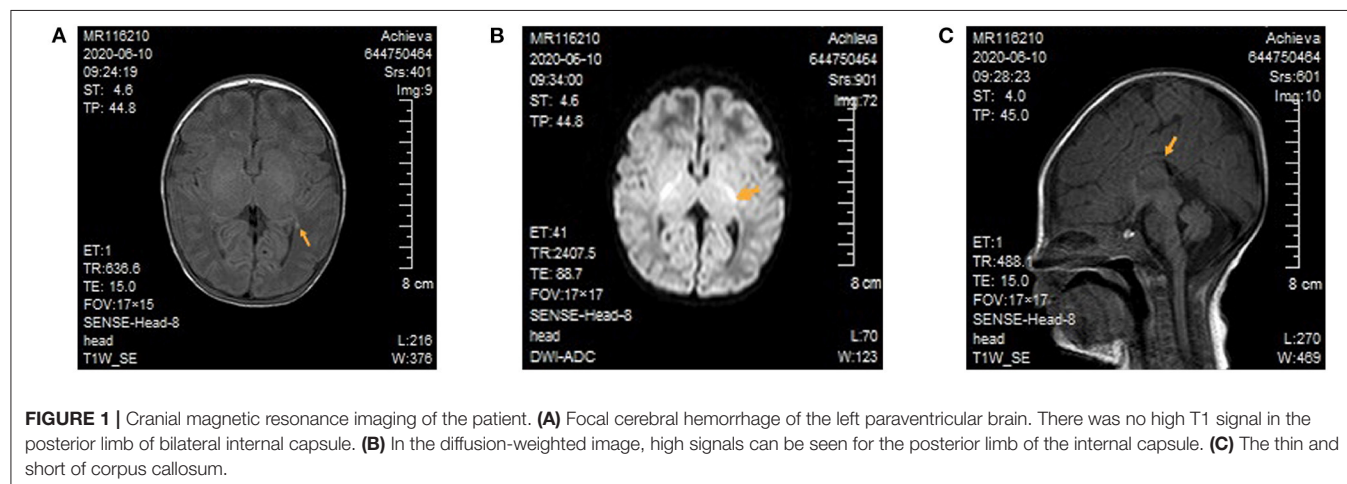 A
MR116210
2020-06-10
09:24:19
ST: 4.6
TP: 44.8
Achieva
644750464
Srs:401
Img:9
ET:1
TR:636.6
TE: 15.0
FOV:17×15
SENSE-Head-8
head
T1W_SE
8 cm
L:216
W:376
B
MR116210
2020-06-10
09:34:00
ST: 4.6
TP: 44.8
Achieva
644750464
Srs:901
Img:72
ET: 41
TR:2407.5
TE: 88.7
FOV:17×17
SENSE-Head-8
head
DWI-ADC
8 cm
L:70
W:123
C
MR116210
2020-06-10
09:28:23
ST: 4.0
TP: 45.0
Achieva
644750464
Srs:601
Img:10
ET:1
TR:488.1
TE: 15.0
FOV:17×17
SENSE-Head-8
head
T1W_SE
8 cm
L:270
W:469
FIGURE 1 | Cranial magnetic resonance imaging of the patient. (A) Focal cerebral hemorrhage of the left paraventricular brain. There was no high T1 signal in the
posterior limb of bilateral internal capsule. (B) In the diffusion-weighted image, high signals can be seen for the posterior limb of the internal capsule. (C) The thin and
short of corpus callosum.